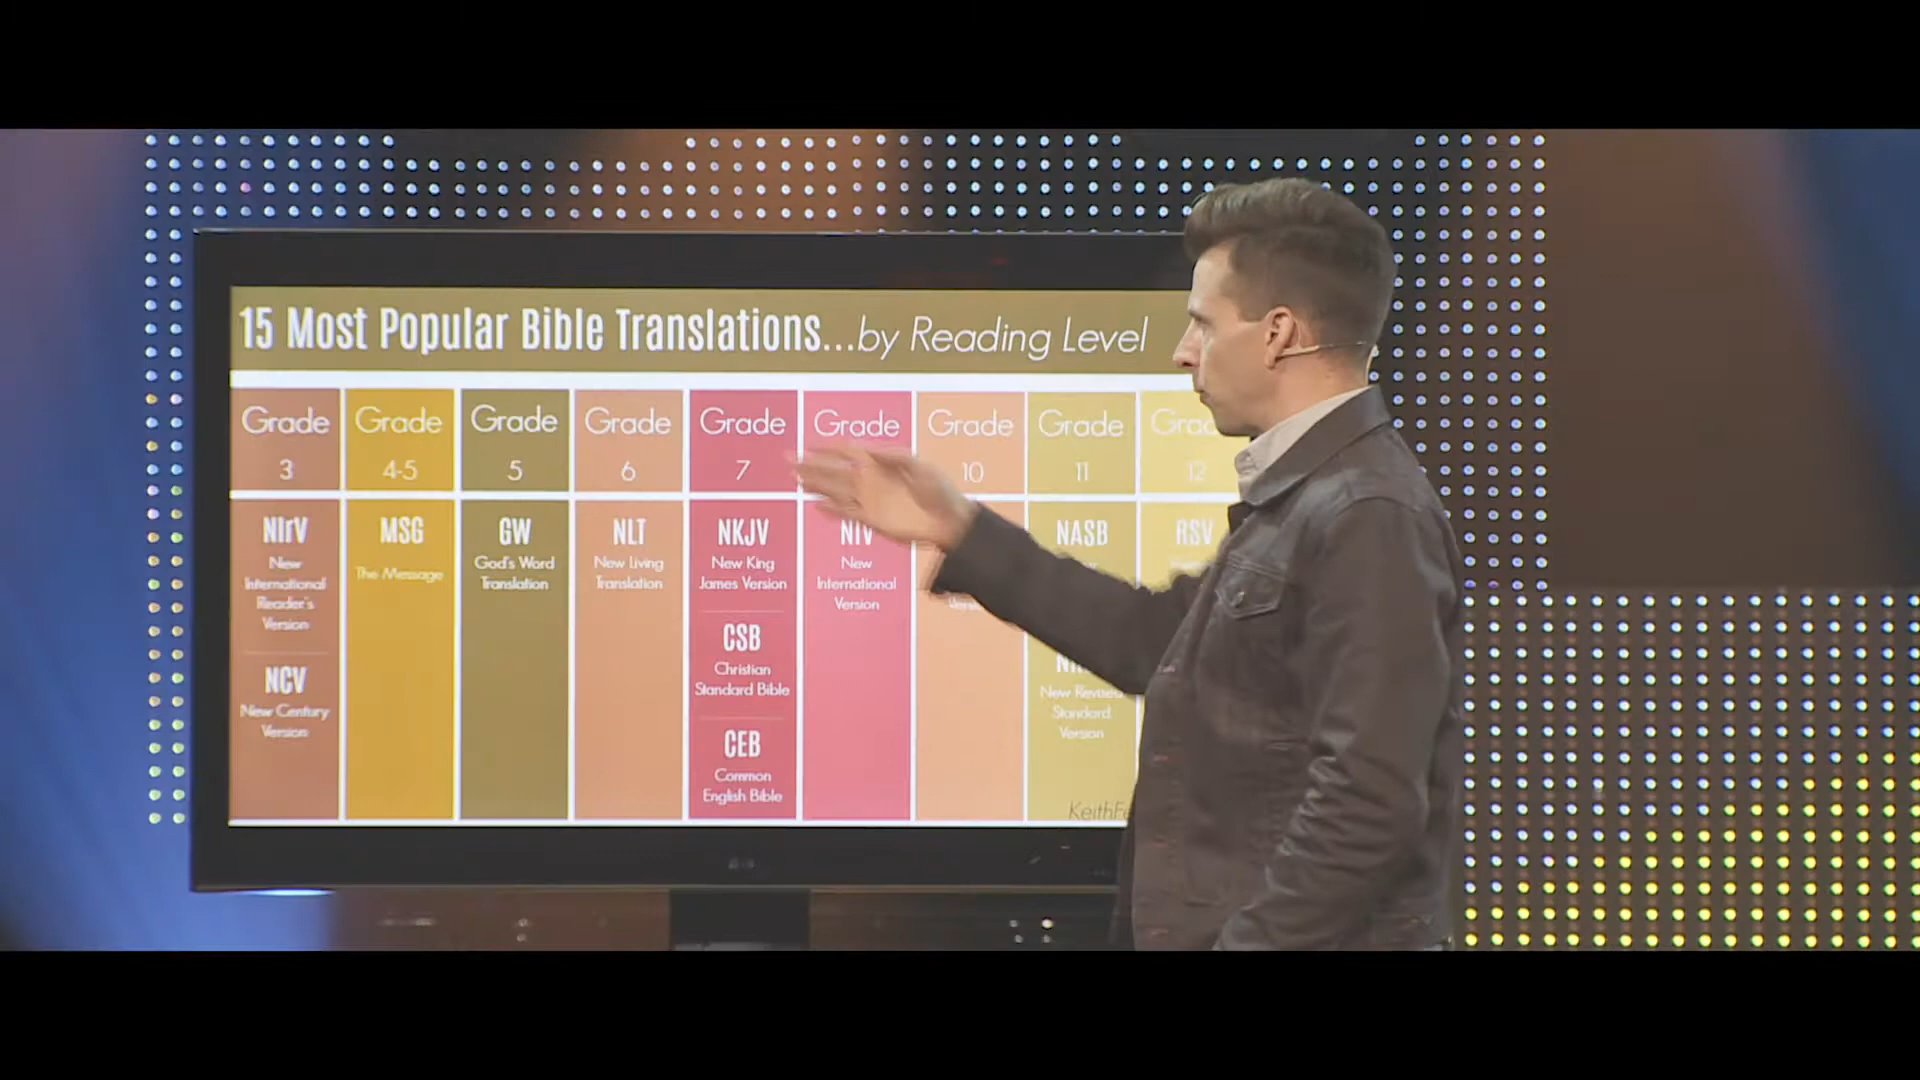 15 Most Popular Bible Translations...by Reading Level
Grade
3
NIrV
New
International
Reader's
Version
NCV
New Century
Version
Grade
4-5
MSG
The Message
Grade
5
GW
God's Word
Translation
Grade
6
NLT
New Living
Translation
Grade
7
NKJV
New King
James Version
CSB
Christian
Standard Bible
CEB
Common
English Bible
Grade
NIV
New
International
Version
Grade
10
Grade
11
NASB
New Revised
Standard
Version
Grade
12
RSV